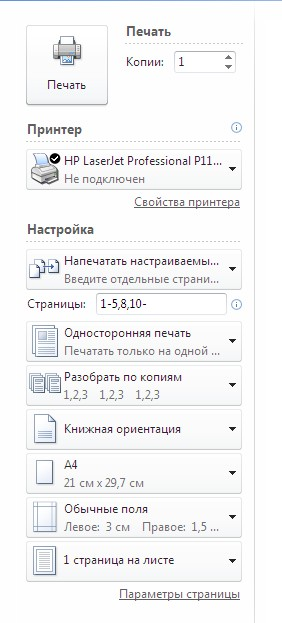 Печать
Печать
Копии: 1
Принтер
HP LaserJet Professional P11...
Не подключен
Свойства принтера
Настройка
Напечатать настраиваемы...
Введите отдельные страни...
Страницы: 1-5,8,10-
Односторонняя печать
Печатать только на одной ...
Разобрать по копиям
1,2,3 1,2,3 1,2,3
Книжная ориентация
A4
21 см x 29,7 см
Обычные поля
Левое: 3 см Правое: 1,5 ...
1 страница на листе
Параметры страницы